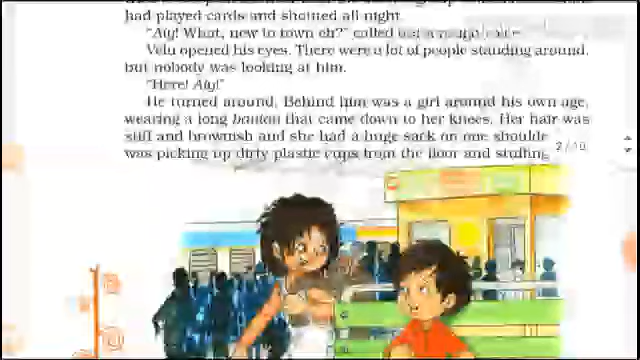 had played cards and shouted all night.
"Aiy! What, new to town eh?" called out a rough voice.
Velu opened his eyes. There were a lot of people standing around,
but nobody was looking at him.
"Here! Aiy!"
He turned around. Behind him was a girl around his own age,
wearing a long banian that came down to her knees. Her hair was
stiff and brownish and she had a huge sack on one shoulde
was picking up dirty plastic cups from the floor and stuffing
2/10